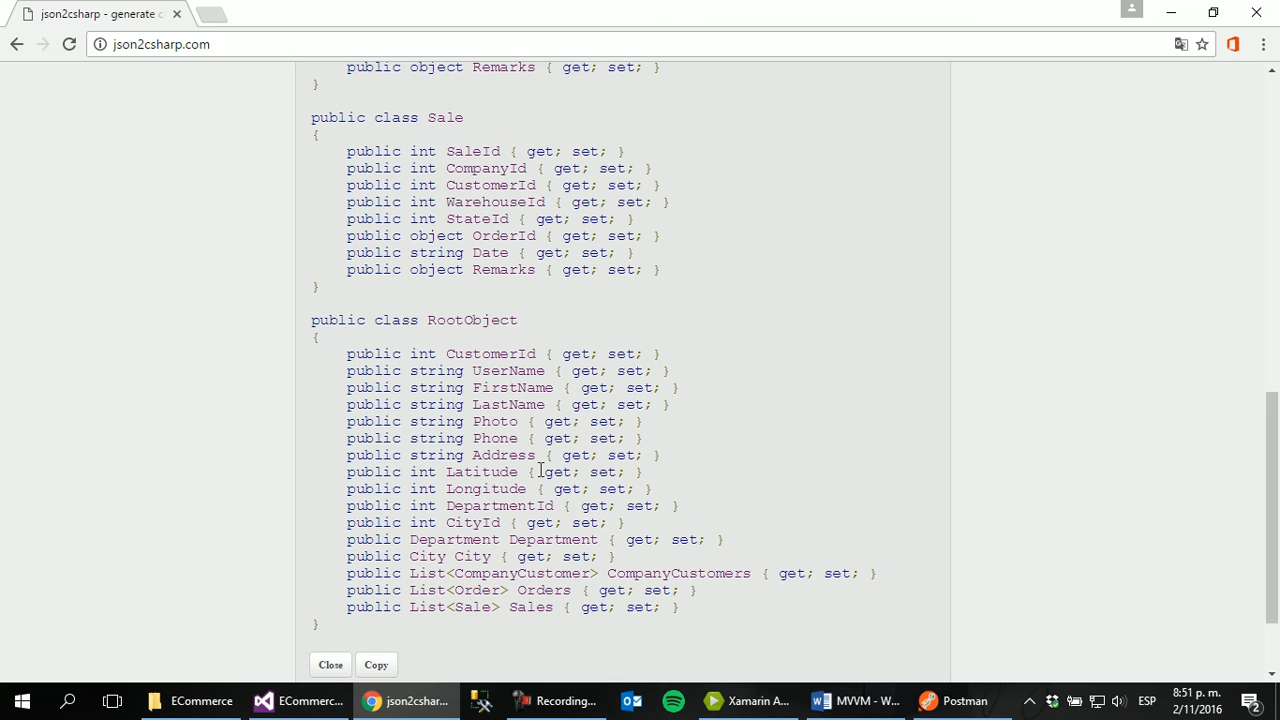 json2csharp - generate c
json2csharp.com
public object Remarks { get; set; }
}
public class Sale
{
public int SaleId { get; set; }
public int CompanyId { get; set; }
public int CustomerId { get; set; }
public int WarehouseId { get; set; }
public int StateId { get; set; }
public object OrderId { get; set; }
public string Date { get; set; }
public object Remarks { get; set; }
}
public class RootObject
{
public int CustomerId { get; set; }
public string UserName { get; set; }
public string FirstName { get; set; }
public string LastName { get; set; }
public string Photo { get; set; }
public string Phone { get; set; }
public string Address { get; set; }
public int Latitude { get; set; }
public int Longitude { get; set; }
public int DepartmentId { get; set; }
public int CityId { get; set; }
public Department Department { get; set; }
public City City { get; set; }
public List<CompanyCustomer> CompanyCustomers { get; set; }
public List<Order> Orders { get; set; }
public List<Sale> Sales { get; set; }
}
Close Copy
ECommerce ECommerc... json2cshar... Recording... Xamarin A... MVVM - W... Postman ESP 8:51 p. m.
2/11/2016 2